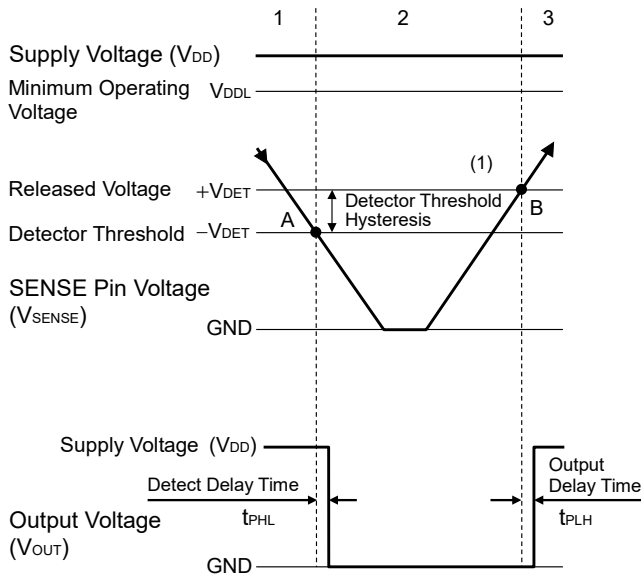 1 2 3
Supply Voltage (VDD)
Minimum Operating
Voltage
VDDL
(1)
Released Voltage +VDET
Detector Threshold
Hysteresis
A
B
Detector Threshold −VDET
SENSE Pin Voltage
(VSENSE)
GND
Supply Voltage (VDD)
Detect Delay Time
tPHL
Output
Delay Time
tPLH
Output Voltage
(VOUT)
GND